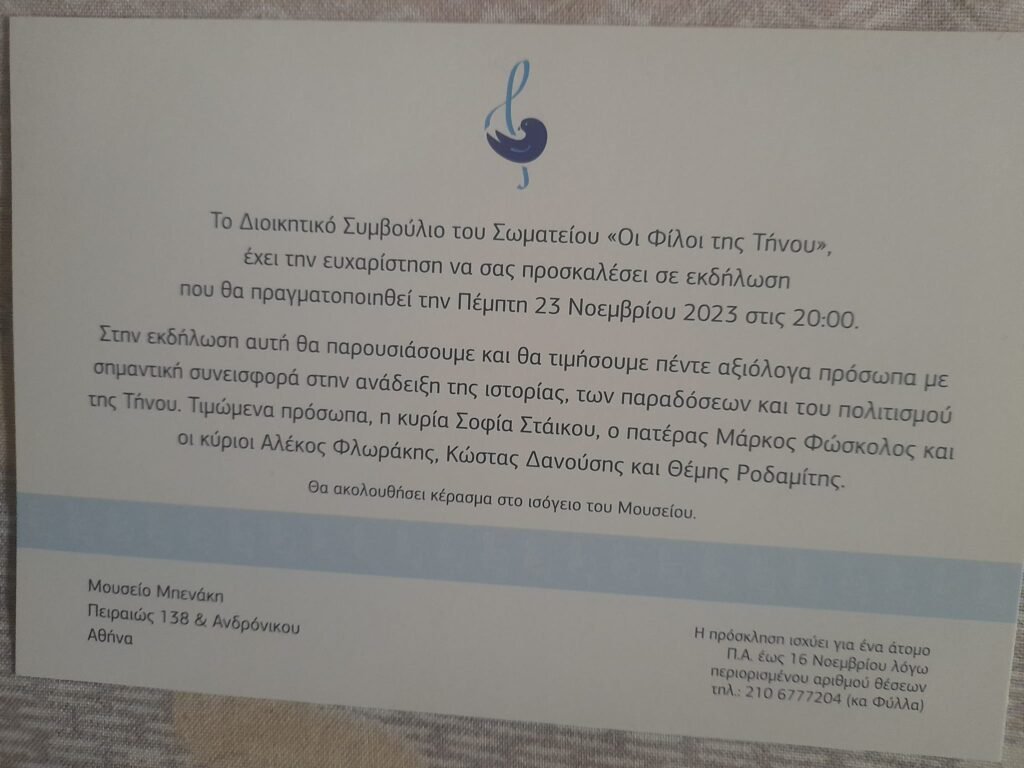 Το Διοικητικό Συμβούλιο του Σωματείου «Οι Φίλοι της Τήνου»,
έχει την ευχαρίστηση να σας προσκαλέσει σε εκδήλωση
που θα πραγματοποιηθεί την Πέμπτη 23 Νοεμβρίου 2023 στις 20:00.
Στην εκδήλωση αυτή θα παρουσιάσουμε και θα τιμήσουμε πέντε αξιόλογα πρόσωπα με
σημαντική συνεισφορά στην ανάδειξη της ιστορίας, των παραδόσεων και του πολιτισμού
της Τήνου. Τιμώμενα πρόσωπα, η κυρία Σοφία Στάικου, ο πατέρας Μάρκος Φώσκολος και
οι κύριοι Αλέκος Φλωράκης, Κώστας Δανούσης και Θέμης Ροδαμίτης.
Θα ακολουθήσει κέρασμα στο ισόγειο του Μουσείου.
Μουσείο Μπενάκη
Πειραιώς 138 & Ανδρόνικου
Αθήνα
Η πρόσκληση ισχύει για ένα άτομο
Π.Α. έως 16 Νοεμβρίου λόγω
περιορισμένου αριθμού θέσεων
τηλ.: 210 6777204 (κα Φύλλα)